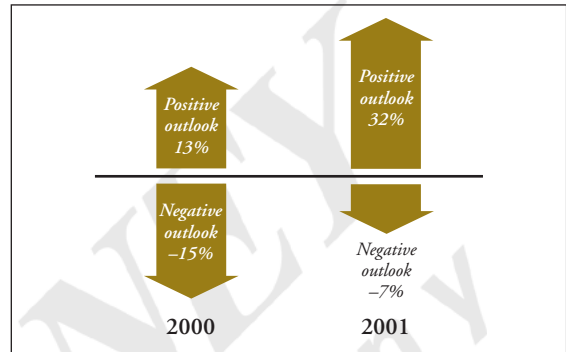 Positive
outlook
13%
Positive
outlook
32%
Negative
outlook
–15%
Negative
outlook
–7%
2000
2001